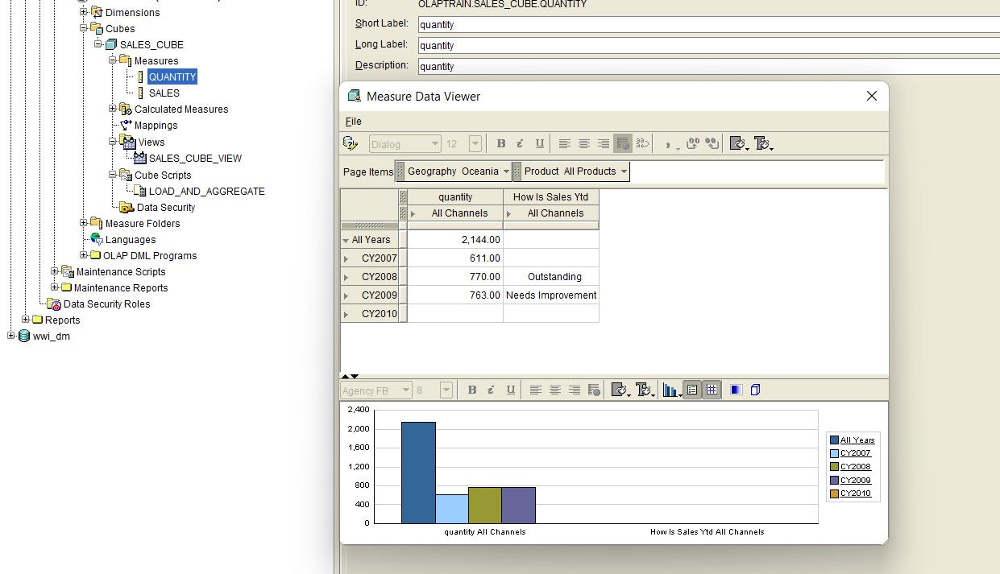 Dimensions
Cubes
SALES_CUBE
Measures
QUANTITY
SALES
Calculated Measures
Mappings
Views
SALES_CUBE_VIEW
Cube Scripts
LOAD_AND_AGGREGATE
Data Security
Measure Folders
Languages
OLAP DML Programs
Maintenance Scripts
Maintenance Reports
Data Security Roles
Reports
wwi_dm
ID: OLAPTRAIN.SALES_CUBE.QUANTITY
Short Label: quantity
Long Label: quantity
Description: quantity
Measure Data Viewer
File
Dialog 12 B i U
Page Items Geography Oceania Product All Products
quantity How Is Sales Ytd
All Channels All Channels
All Years 2,144.00
CY2007 611.00
CY2008 770.00 Outstanding
CY2009 763.00 Needs Improvement
CY2010
Agency FB 8 B i U
2,400
2,000
1,600
1,200
800
400
0
quantity All Channels How Is Sales Ytd All Channels
All Years
CY2007
CY2008
CY2009
CY2010